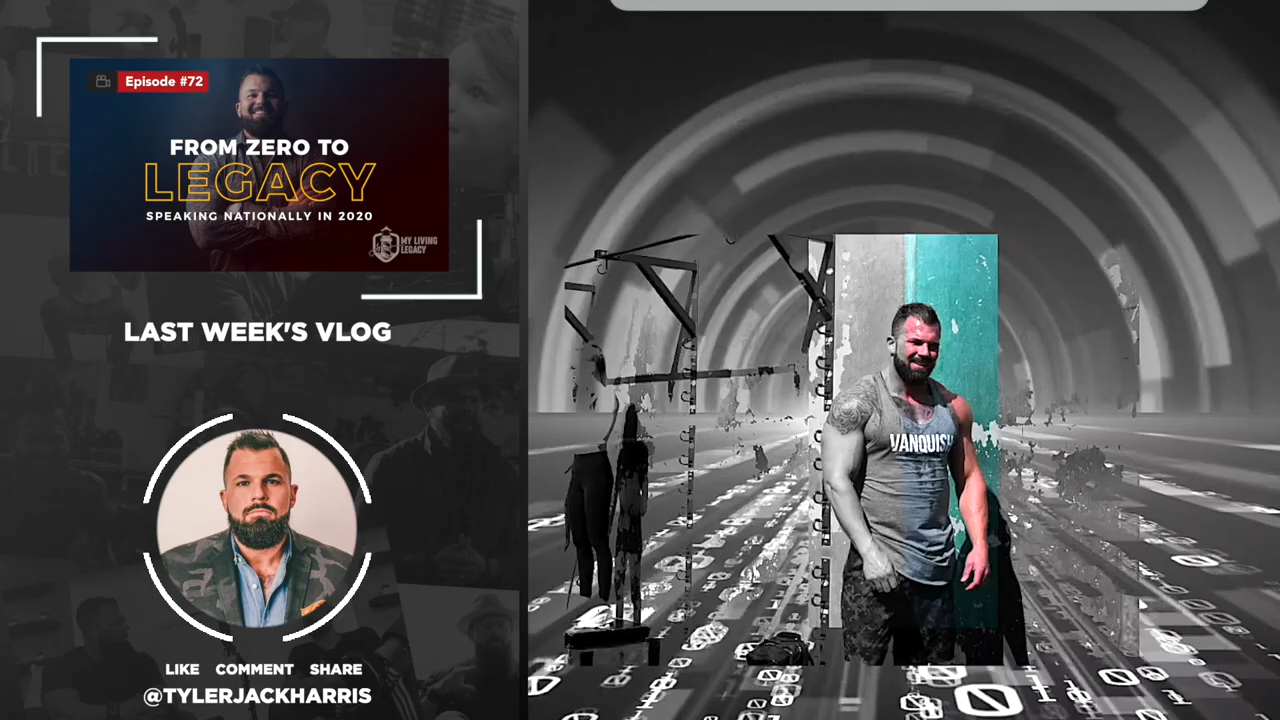 Episode #72
FROM ZERO TO
LEGACY
SPEAKING NATIONALLY IN 2020
MY LIVING
LEGACY
LAST WEEK'S VLOG
VANQUISH
LIKE COMMENT SHARE
@TYLERJACKHARRIS